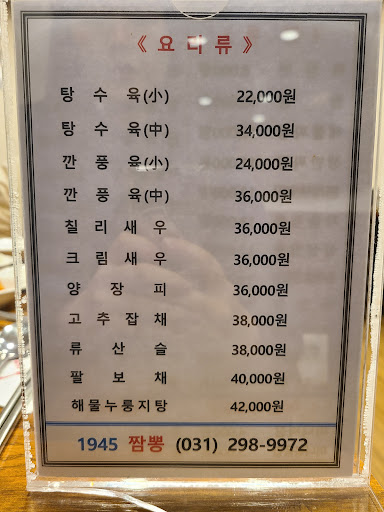 《 요 리 류 》
탕 수 육(小) 22,000원
탕 수 육(中) 34,000원
깐 풍 육(小) 24,000원
깐 풍 육(中) 36,000원
칠 리 새 우 36,000원
크 림 새 우 36,000원
양 장 피 36,000원
고 추 잡 채 38,000원
류 산 슬 38,000원
팔 보 채 40,000원
해물누룽지탕 42,000원
1945 짬뽕 (031) 298-9972